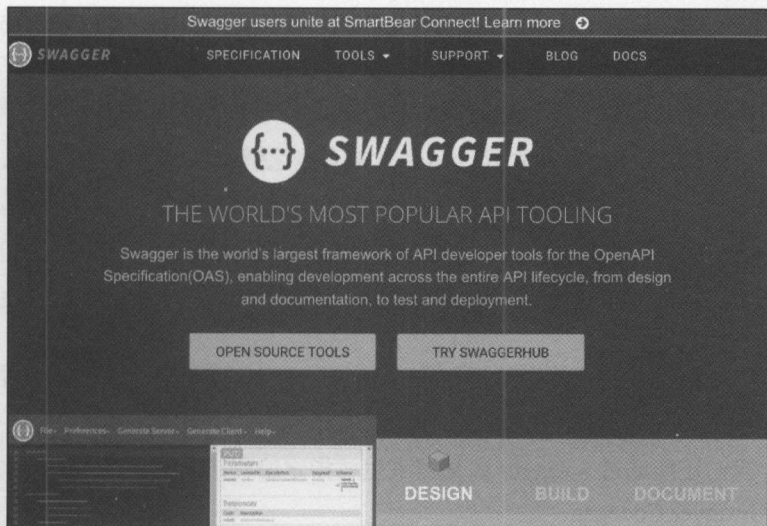 Swagger users unite at SmartBear Connect! Learn more
SWAGGER SPECIFICATION TOOLS SUPPORT BLOG DOCS
{···} SWAGGER
THE WORLD'S MOST POPULAR API TOOLING
Swagger is the world's largest framework of API developer tools for the OpenAPI
Specification(OAS), enabling development across the entire API lifecycle, from design
and documentation, to test and deployment.
OPEN SOURCE TOOLS TRY SWAGGERHUB
File Preferences Generate Server Generate Client Help
Parameters
Responses
DESIGN BUILD DOCUMENT